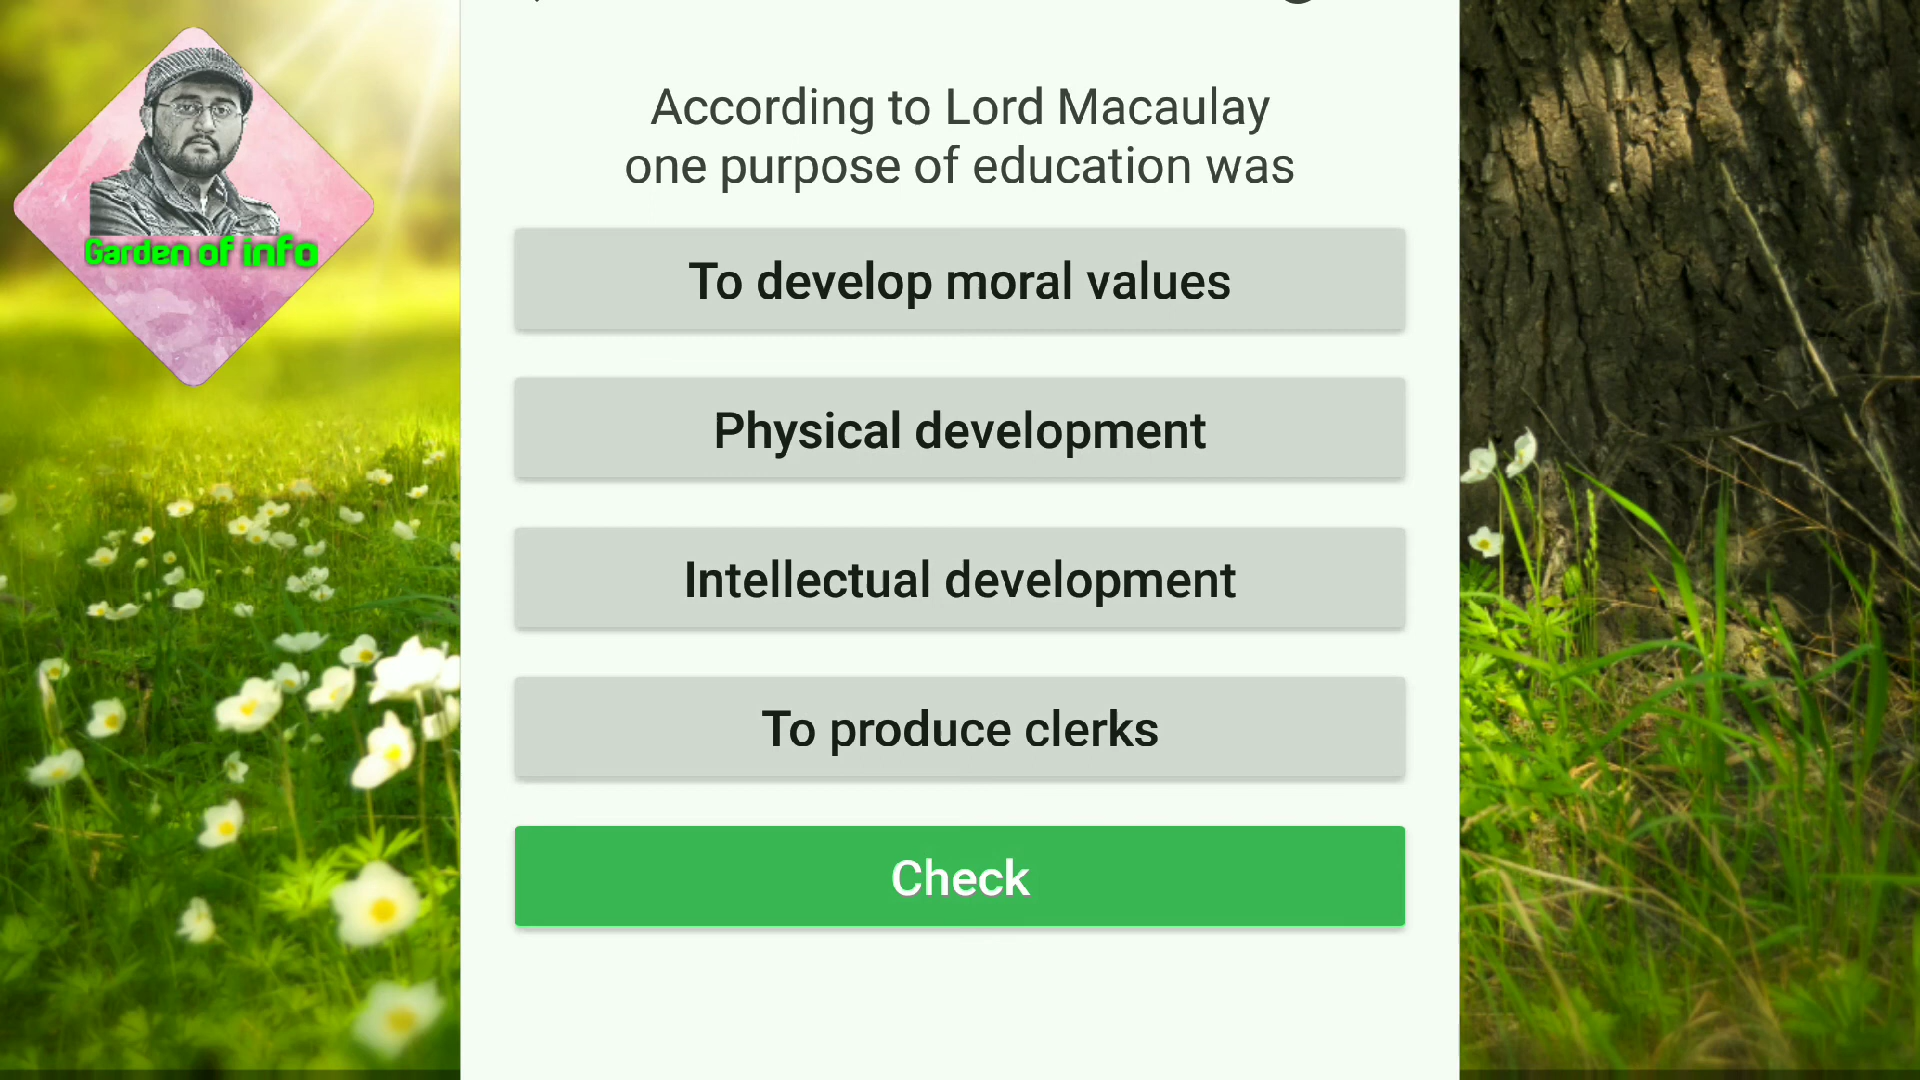 Garden of info
According to Lord Macaulay
one purpose of education was
To develop moral values
Physical development
Intellectual development
To produce clerks
Check